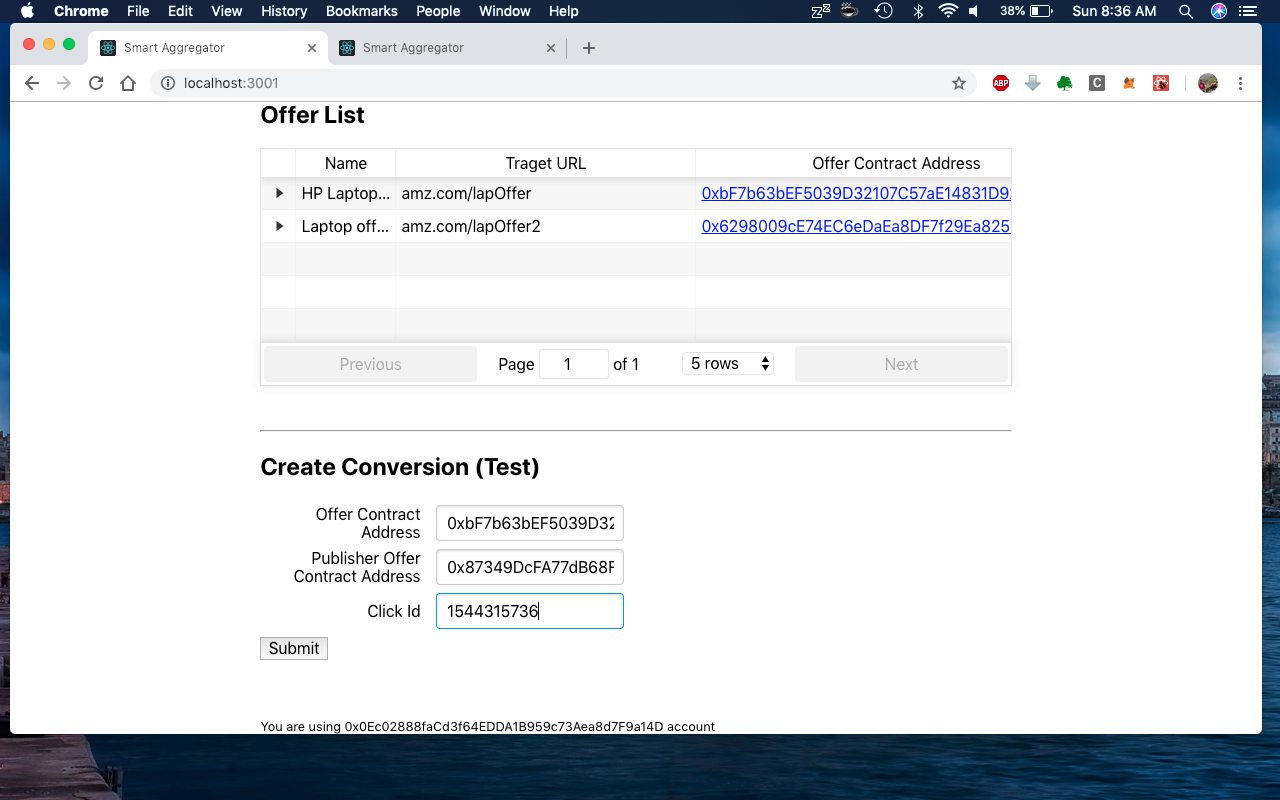 Chrome File Edit View History Bookmarks People Window Help 38% Sun 8:36 AM
Smart Aggregator Smart Aggregator
localhost:3001 ABP C
Offer List
Name Traget URL Offer Contract Address
HP Laptop... amz.com/lapOffer 0xbF7b63bEF5039D32107C57aE14831D9
Laptop off... amz.com/lapOffer2 0x6298009cE74EC6eDaEa8DF7f29Ea825
Previous Page 1 of 1 5 rows Next
Create Conversion (Test)
Offer Contract
Address 0xbF7b63bEF5039D32
Publisher Offer
Contract Address 0x87349DcFA77dB68F
Click Id 1544315736
Submit
You are using 0x0Ec02888faCd3f64EDDA1B959c73Aea8d7F9a14D account